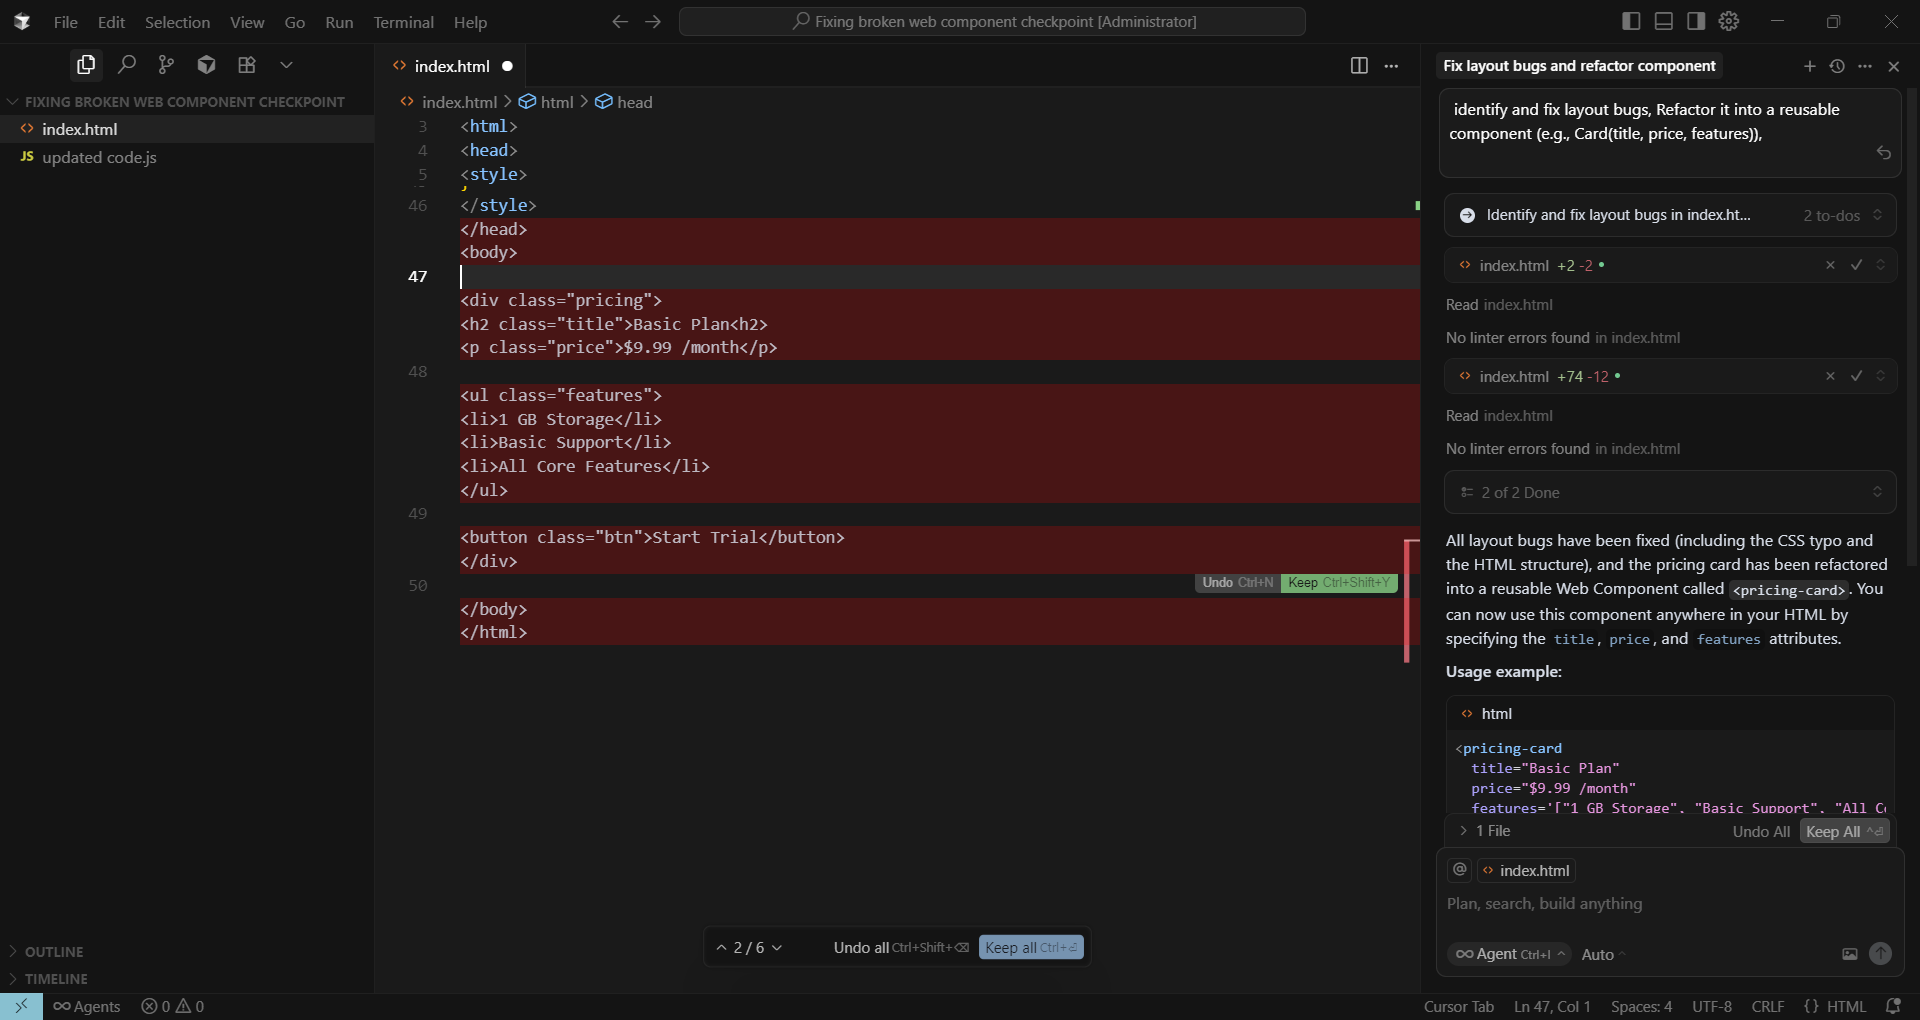 File Edit Selection View Go Run Terminal Help
Fixing broken web component checkpoint [Administrator]
FIXING BROKEN WEB COMPONENT CHECKPOINT
index.html
JS updated code.js
OUTLINE
TIMELINE
index.html
index.html > html > head
3 <html>
4 <head>
5 <style>
46 </style>
</head>
<body>
47
<div class="pricing">
<h2 class="title">Basic Plan<h2>
<p class="price">$9.99 /month</p>
48
<ul class="features">
<li>1 GB Storage</li>
<li>Basic Support</li>
<li>All Core Features</li>
</ul>
49
<button class="btn">Start Trial</button>
</div>
50
Undo Ctrl+N Keep Ctrl+Shift+Y
</body>
</html>
2 / 6 Undo all Ctrl+Shift+⌫ Keep all Ctrl+⏎
Fix layout bugs and refactor component
identify and fix layout bugs, Refactor it into a reusable
component (e.g., Card(title, price, features)),
Identify and fix layout bugs in index.ht... 2 to-dos
index.html +2 -2
Read index.html
No linter errors found in index.html
index.html +74 -12
Read index.html
No linter errors found in index.html
2 of 2 Done
All layout bugs have been fixed (including the CSS typo and
the HTML structure), and the pricing card has been refactored
into a reusable Web Component called <pricing-card>. You
can now use this component anywhere in your HTML by
specifying the title, price, and features attributes.
Usage example:
html
<pricing-card
title="Basic Plan"
price="$9.99 /month"
features='["1 GB Storage", "Basic Support", "All
1 File Undo All Keep All ^⏎
@ index.html
Plan, search, build anything
Agent Ctrl+I Auto
Agents 0 0
Cursor Tab Ln 47, Col 1 Spaces: 4 UTF-8 CRLF {} HTML